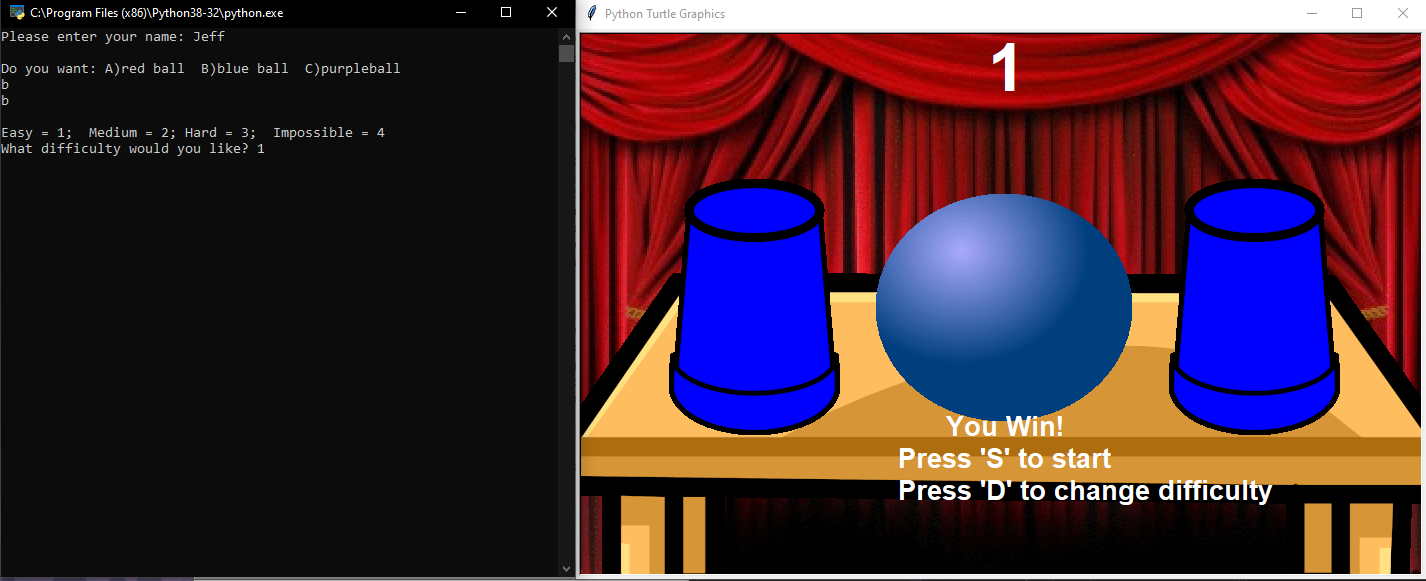 C:\Program Files (x86)\Python38-32\python.exe
Please enter your name: Jeff
Do you want: A)red ball  B)blue ball  C)purpleball
b
b
Easy = 1;  Medium = 2; Hard = 3;  Impossible = 4
What difficulty would you like? 1
Python Turtle Graphics
1
You Win!
Press 'S' to start
Press 'D' to change difficulty